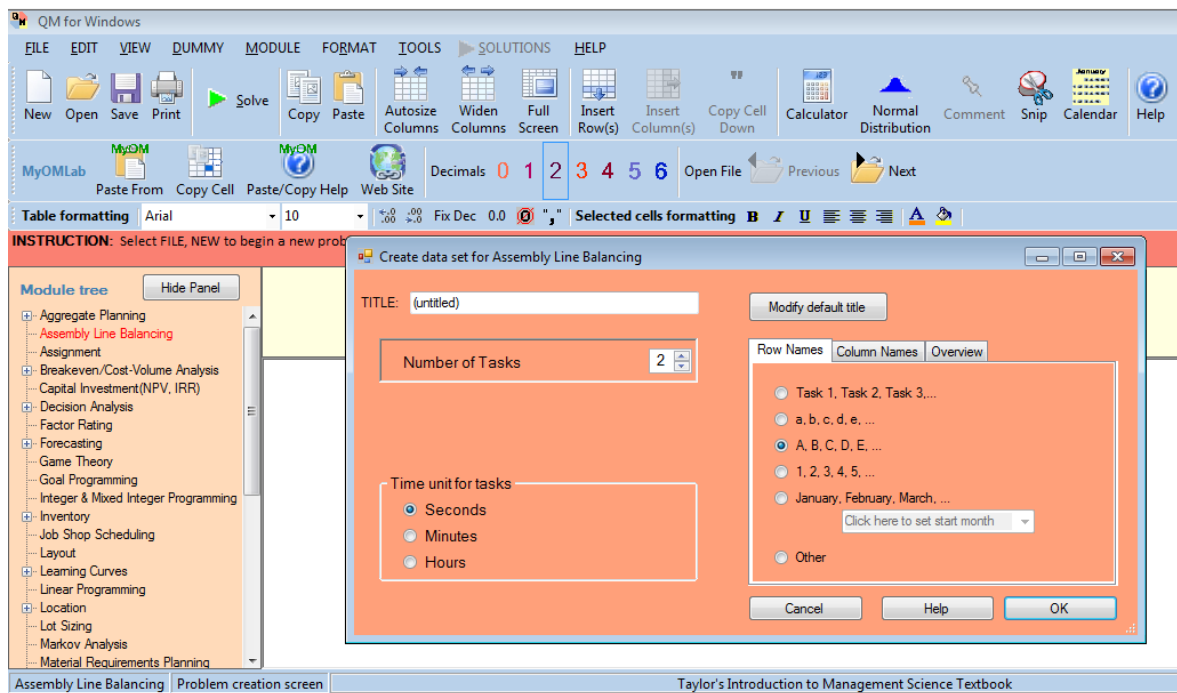 QM for Windows
FILE EDIT VIEW DUMMY MODULE FORMAT TOOLS SOLUTIONS HELP
New Open Save Print Solve Copy Paste Autosize Columns Widen Columns Full Screen Insert Row(s) Insert Column(s) Copy Cell Down Calculator Normal Distribution Comment Snip Calendar Help
MyOMLab MyOM Paste From Copy Cell MyOM Paste/Copy Help Web Site Decimals 0 1 2 3 4 5 6 Open File Previous Next
Table formatting Arial 10 Fix Dec 0.0 0 "," Selected cells formatting B I U A
INSTRUCTION: Select FILE, NEW to begin a new prob
Module tree Hide Panel
Aggregate Planning
Assembly Line Balancing
Assignment
Breakeven/Cost-Volume Analysis
Capital Investment(NPV, IRR)
Decision Analysis
Factor Rating
Forecasting
Game Theory
Goal Programming
Integer & Mixed Integer Programming
Inventory
Job Shop Scheduling
Layout
Learning Curves
Linear Programming
Location
Lot Sizing
Markov Analysis
Material Requirements Planning
Create data set for Assembly Line Balancing
TITLE: (untitled)
Modify default title
Number of Tasks 2
Row Names Column Names Overview
Task 1, Task 2, Task 3,...
a, b, c, d, e, ...
A, B, C, D, E, ...
1, 2, 3, 4, 5, ...
January, February, March, ...
Click here to set start month
Other
Time unit for tasks
Seconds
Minutes
Hours
Cancel Help OK
Assembly Line Balancing Problem creation screen Taylor's Introduction to Management Science Textbook